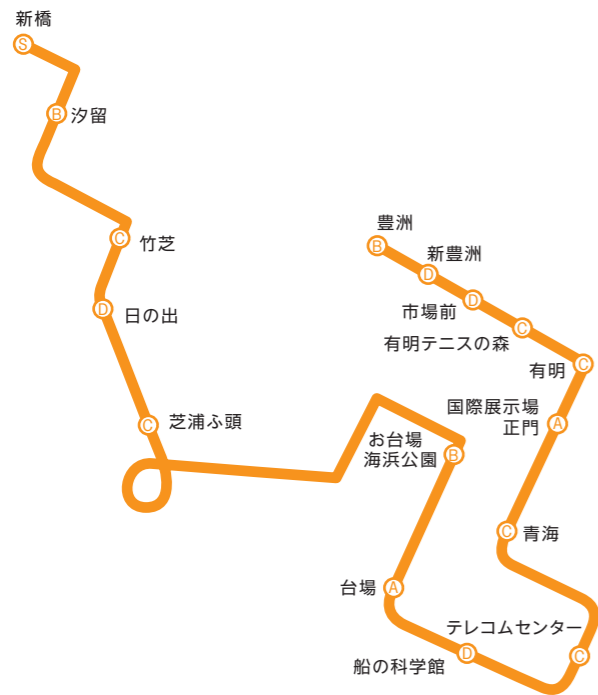 新橋
S
B 汐留
C 竹芝
D 日の出
C 芝浦ふ頭
お台場
海浜公園 B
台場 A
船の科学館 D
テレコムセンター
C
C 青海
国際展示場
正門 A
有明 C
有明テニスの森 C
市場前 D
新豊洲
D
豊洲
B